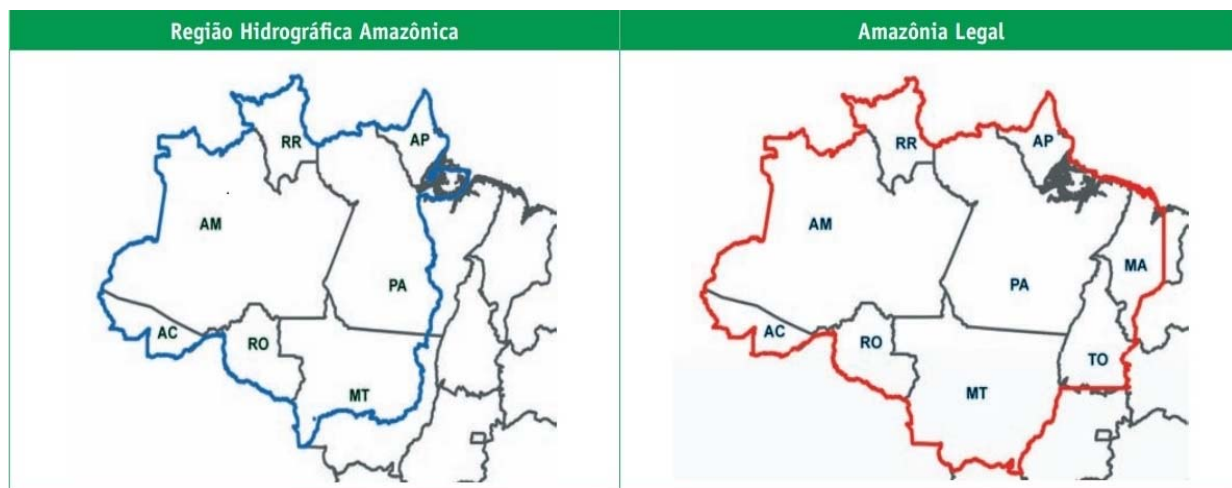 Região Hidrográfica Amazônica
Amazônia Legal
RR
AP
AM
PA
AC
RO
MT
RR
AP
AM
PA
MA
AC
RO
TO
MT